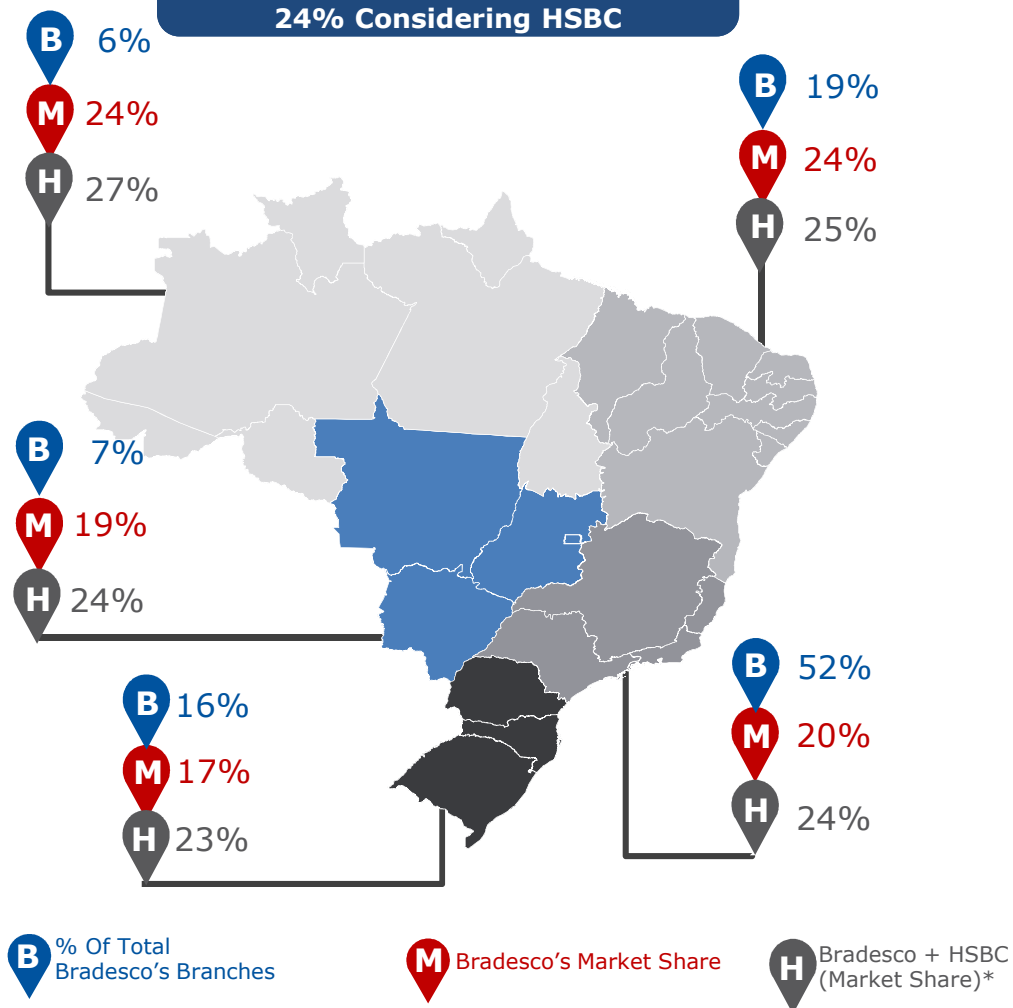 24% Considering HSBC
B 6%
M 24%
H 27%
B 19%
M 24%
H 25%
B 7%
M 19%
H 24%
B 16%
M 17%
H 23%
B 52%
M 20%
H 24%
B % Of Total
Bradesco’s Branches
M Bradesco’s Market Share
H Bradesco + HSBC
(Market Share)*